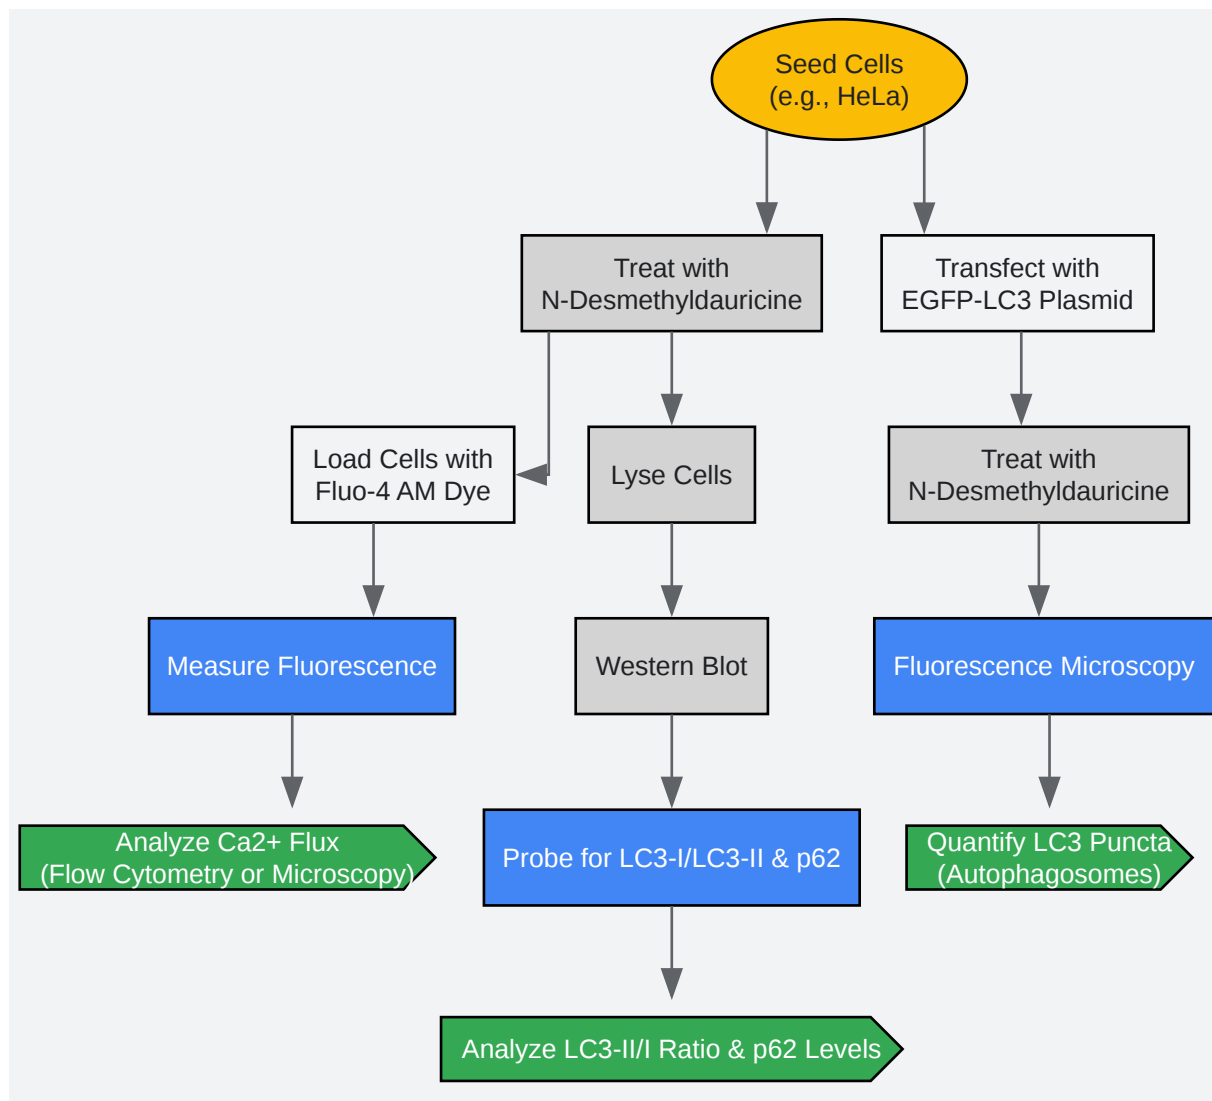 Seed Cells
(e.g., HeLa)
Treat with
N-Desmethyldauricine
Transfect with
EGFP-LC3 Plasmid
Load Cells with
Fluo-4 AM Dye
Lyse Cells
Treat with
N-Desmethyldauricine
Measure Fluorescence
Western Blot
Fluorescence Microscopy
Analyze Ca2+ Flux
(Flow Cytometry or Microscopy)
Probe for LC3-I/LC3-II & p62
Quantify LC3 Puncta
(Autophagosomes)
Analyze LC3-II/I Ratio & p62 Levels